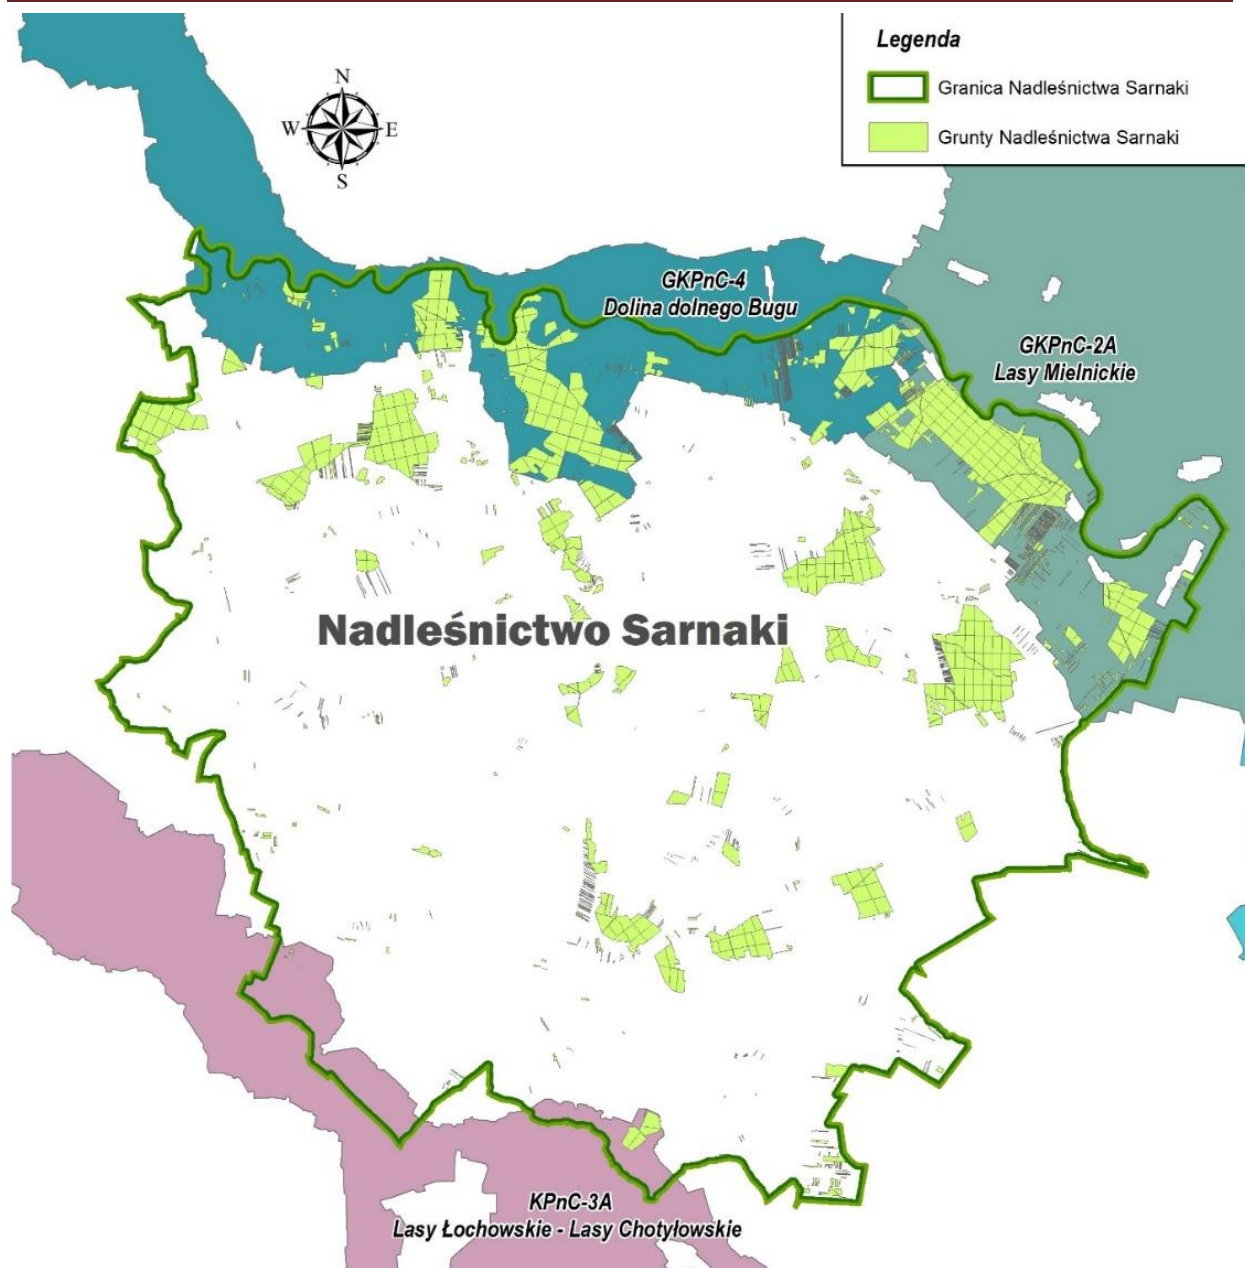 Legenda
Granica Nadleśnictwa Sarnaki
Grunty Nadleśnictwa Sarnaki
N
W
E
S
GKPnC-4
Dolina dolnego Bugu
GKPnC-2A
Lasy Mielnickie
Nadleśnictwo Sarnaki
KPnC-3A
Lasy Łochowskie - Lasy Chotyłowskie